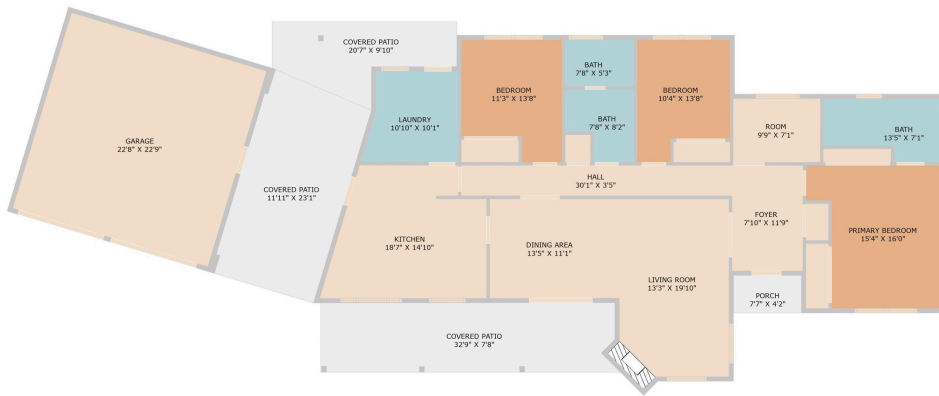 COVERED PATIO
20'7" X 9'10"
BATH
7'8" X 5'3"
BEDROOM
11'3" X 13'8"
BEDROOM
10'4" X 13'8"
LAUNDRY
10'10" X 10'1"
BATH
7'8" X 8'2"
ROOM
9'9" X 7'1"
BATH
13'5" X 7'1"
GARAGE
22'8" X 22'9"
HALL
30'1" X 3'5"
COVERED PATIO
11'11" X 23'1"
FOYER
7'10" X 11'9"
PRIMARY BEDROOM
15'4" X 16'0"
KITCHEN
18'7" X 14'10"
DINING AREA
13'5" X 11'1"
LIVING ROOM
13'3" X 19'10"
PORCH
7'7" X 4'2"
COVERED PATIO
32'9" X 7'8"